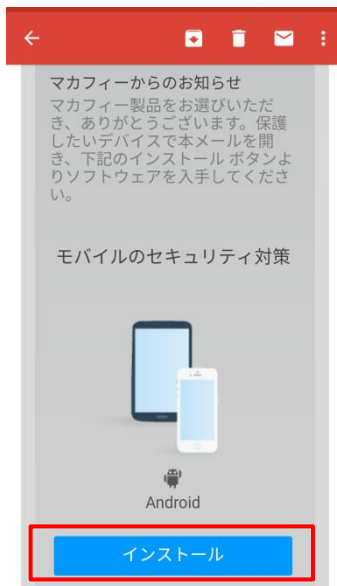 マカフィーからのお知らせ
マカフィー製品をお選びいただ
き、ありがとうございます。保護
したいデバイスで本メールを開
き、下記のインストール ボタンよ
りソフトウェアを入手してくださ
い。
モバイルのセキュリティ対策
Android
インストール